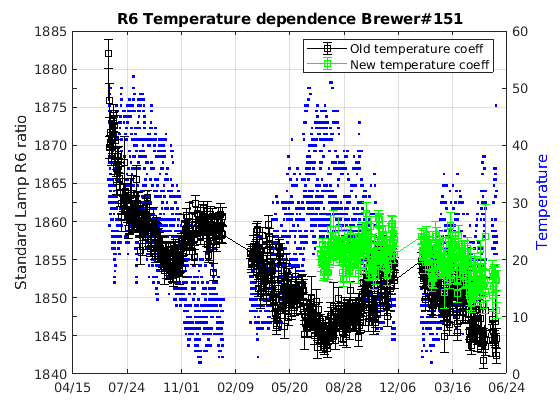 R6 Temperature dependence Brewer#151
Old temperature coeff
New temperature coeff
Standard Lamp R6 ratio
1885
1880
1875
1870
1865
1860
1855
1850
1845
1840
60
50
40
30
20
10
0
Temperature
04/15 07/24 11/01 02/09 05/20 08/28 12/06 03/16 06/24